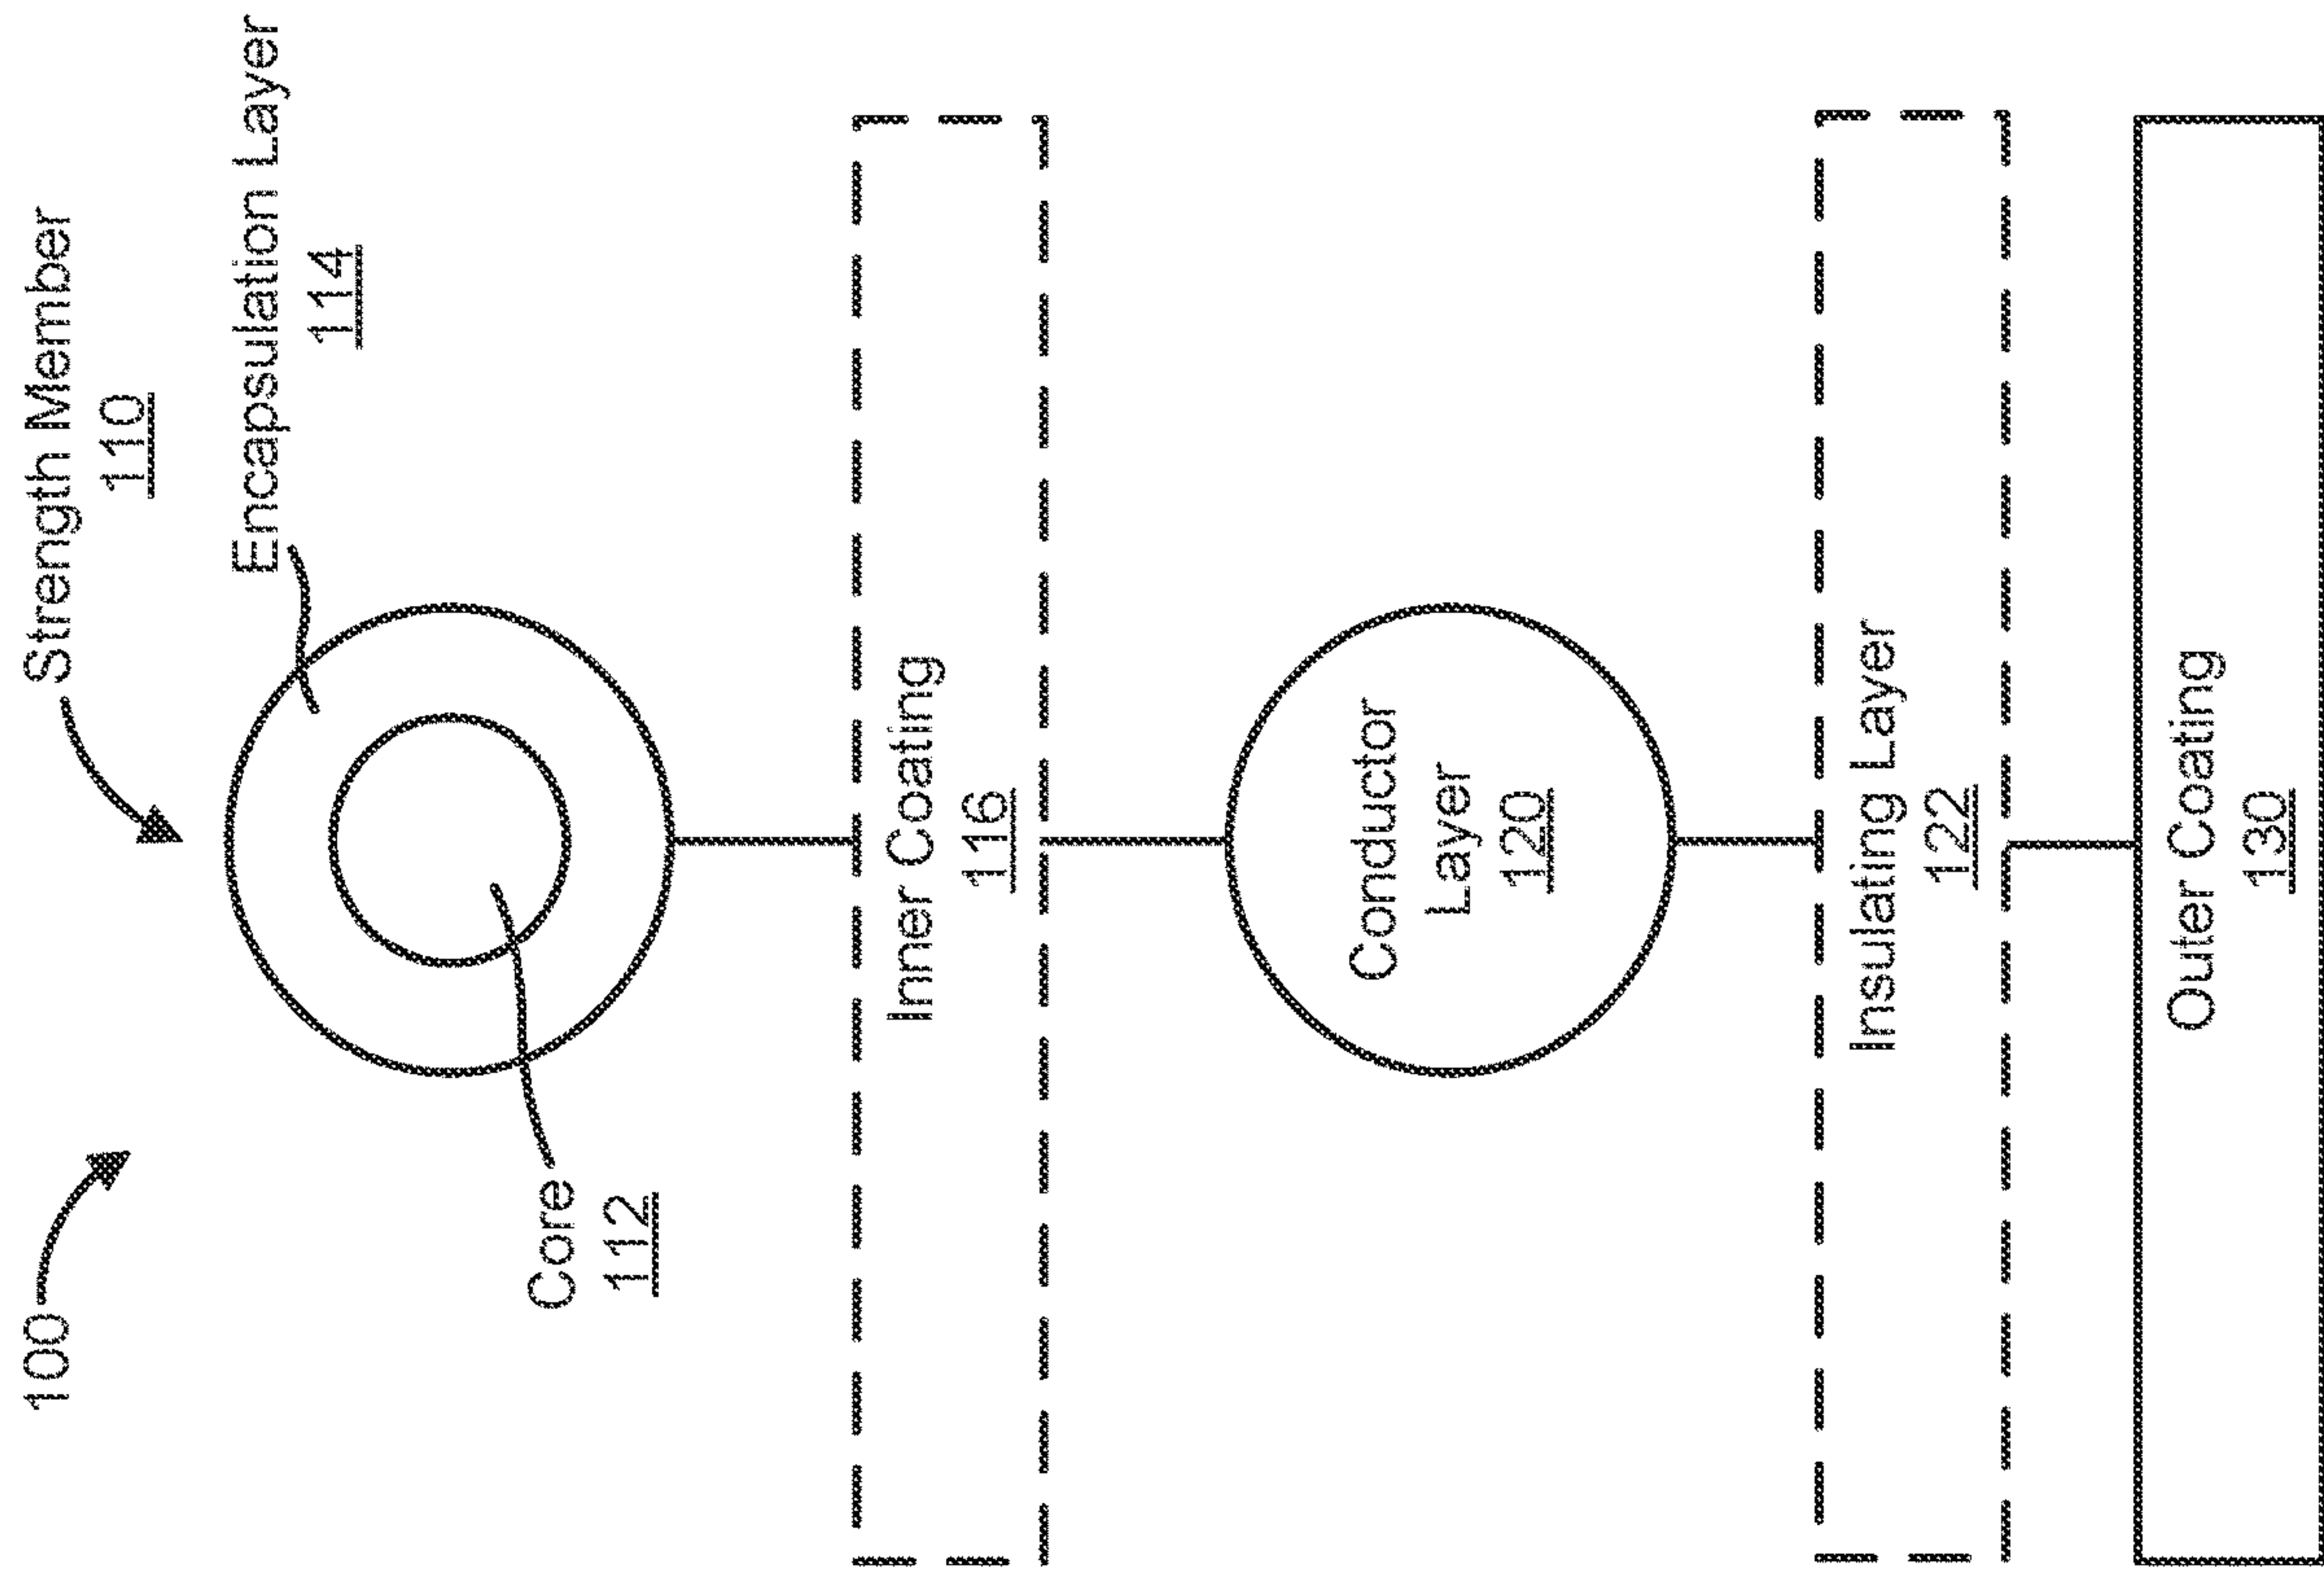 100
Strength Member
110
Encapsulation Layer
114
Core
112
Inner Coating
116
Conductor
Layer
120
Insulating Layer
122
Outer Coating
130